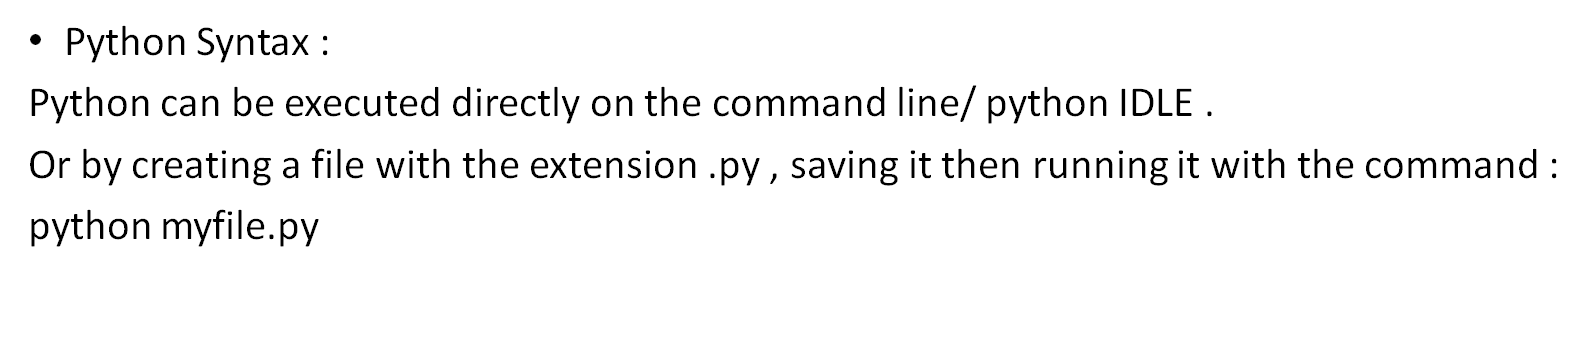 • Python Syntax :
Python can be executed directly on the command line/ python IDLE .
Or by creating a file with the extension .py , saving it then running it with the command :
python myfile.py